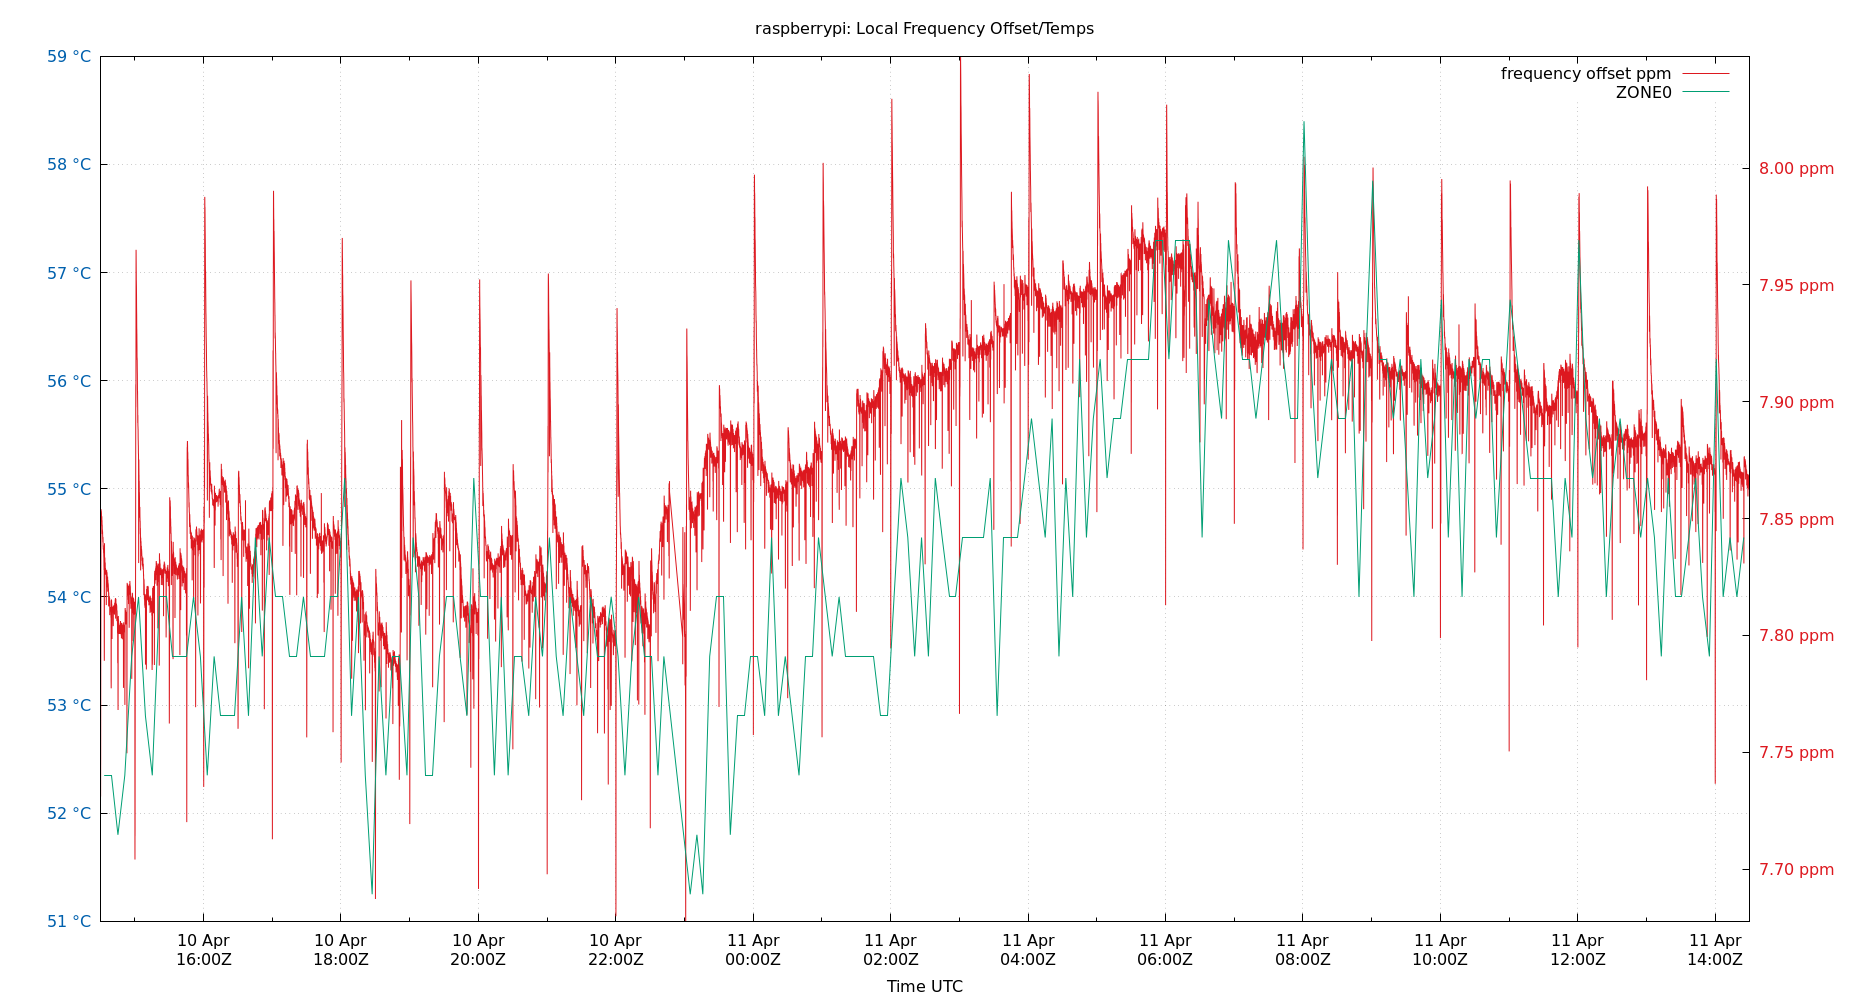 raspberrypi: Local Frequency Offset/Temps
59 °C
58 °C
57 °C
56 °C
55 °C
54 °C
53 °C
52 °C
51 °C
frequency offset ppm
ZONE0
8.00 ppm
7.95 ppm
7.90 ppm
7.85 ppm
7.80 ppm
7.75 ppm
7.70 ppm
10 Apr
16:00Z
10 Apr
18:00Z
10 Apr
20:00Z
10 Apr
22:00Z
11 Apr
00:00Z
11 Apr
02:00Z
11 Apr
04:00Z
11 Apr
06:00Z
11 Apr
08:00Z
11 Apr
10:00Z
11 Apr
12:00Z
11 Apr
14:00Z
Time UTC